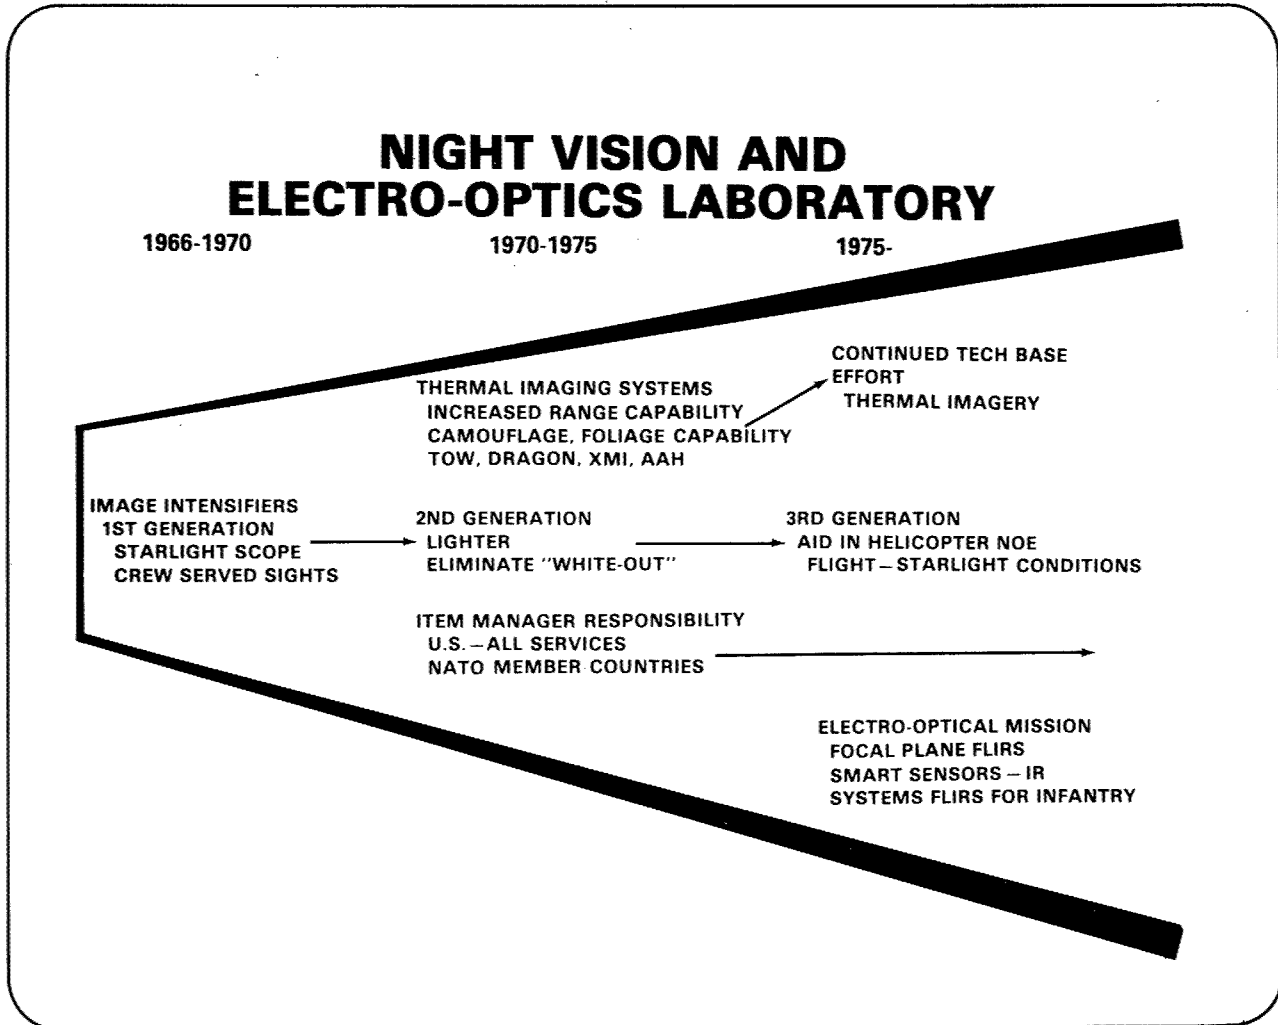 NIGHT VISION AND
ELECTRO-OPTICS LABORATORY
1966-1970
1970-1975
1975-
IMAGE INTENSIFIERS
1ST GENERATION
STARLIGHT SCOPE
CREW SERVED SIGHTS
THERMAL IMAGING SYSTEMS
INCREASED RANGE CAPABILITY
CAMOUFLAGE, FOLIAGE CAPABILITY
TOW, DRAGON, XMI, AAH
2ND GENERATION
LIGHTER
ELIMINATE "WHITE-OUT"
ITEM MANAGER RESPONSIBILITY
U.S.—ALL SERVICES
NATO MEMBER COUNTRIES
CONTINUED TECH BASE
EFFORT
THERMAL IMAGERY
3RD GENERATION
AID IN HELICOPTER NOE
FLIGHT—STARLIGHT CONDITIONS
ELECTRO-OPTICAL MISSION
FOCAL PLANE FLIRS
SMART SENSORS—IR
SYSTEMS FLIRS FOR INFANTRY